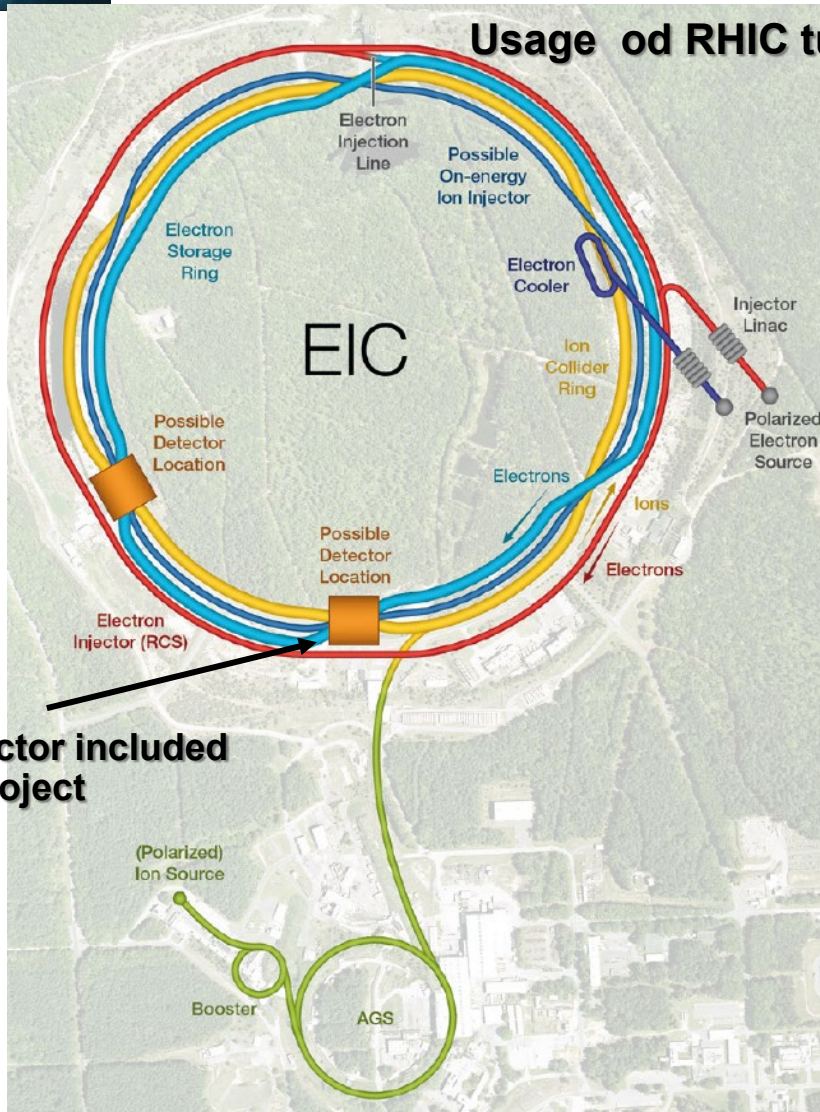 Usage od RHIC tu
Electron
Injection
Line
Possible
On-energy
Ion Injector
Electron
Storage
Ring
Electron
Cooler
Injector
Linac
EIC
Ion
Collider
Ring
Polarized
Electron
Source
Possible
Detector
Location
Electrons
Ions
Possible
Detector
Location
Electrons
Electron
Injector (RCS)
ctor included
oject
(Polarized)
Ion Source
Booster
AGS